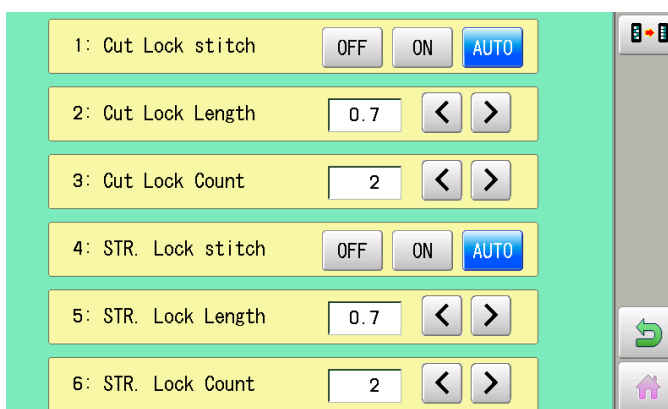 1: Cut Lock stitch OFF ON AUTO
2: Cut Lock Length 0.7 < >
3: Cut Lock Count 2 < >
4: STR. Lock stitch OFF ON AUTO
5: STR. Lock Length 0.7 < >
6: STR. Lock Count 2 < >